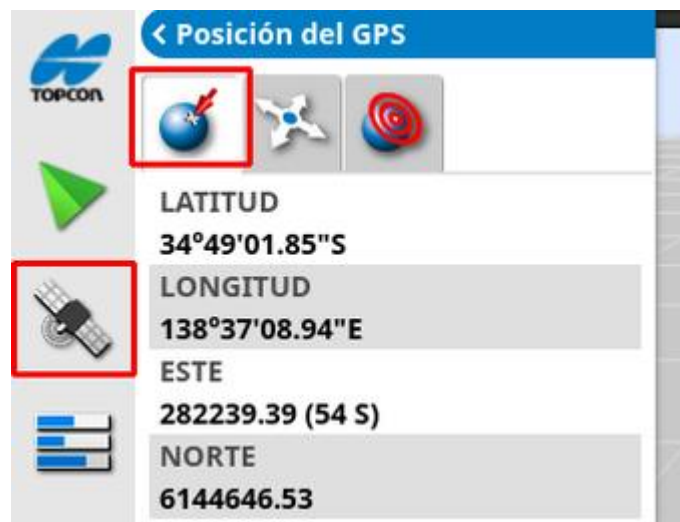 < Posición del GPS
TOPCON
LATITUD
34°49'01.85"S
LONGITUD
138°37'08.94"E
ESTE
282239.39 (54 S)
NORTE
6144646.53